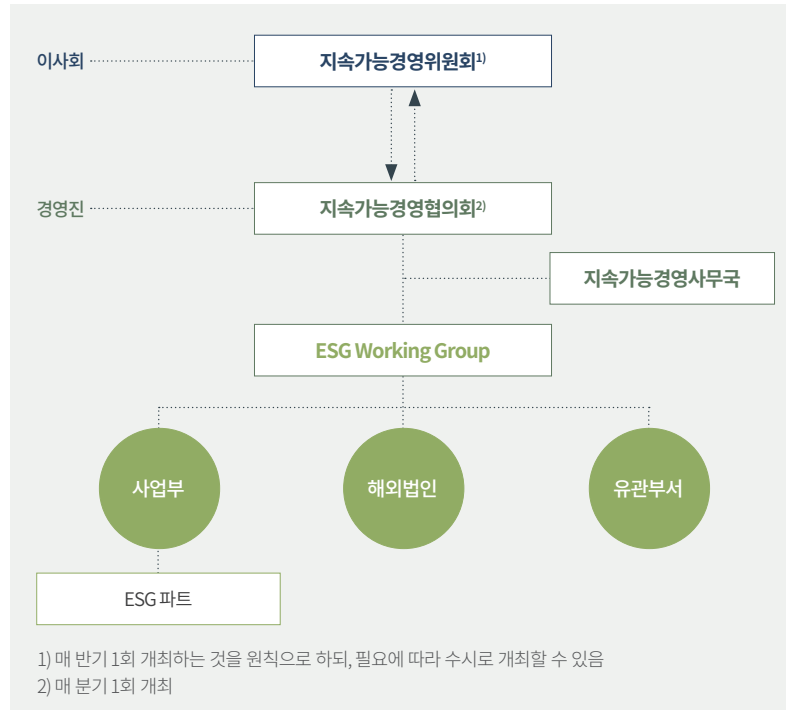 이사회
지속가능경영위원회1)
경영진
지속가능경영협의회2)
지속가능경영사무국
ESG Working Group
사업부
해외법인
유관부서
ESG 파트
1) 매 반기 1회 개최하는 것을 원칙으로 하되, 필요에 따라 수시로 개최할 수 있음
2) 매 분기 1회 개최